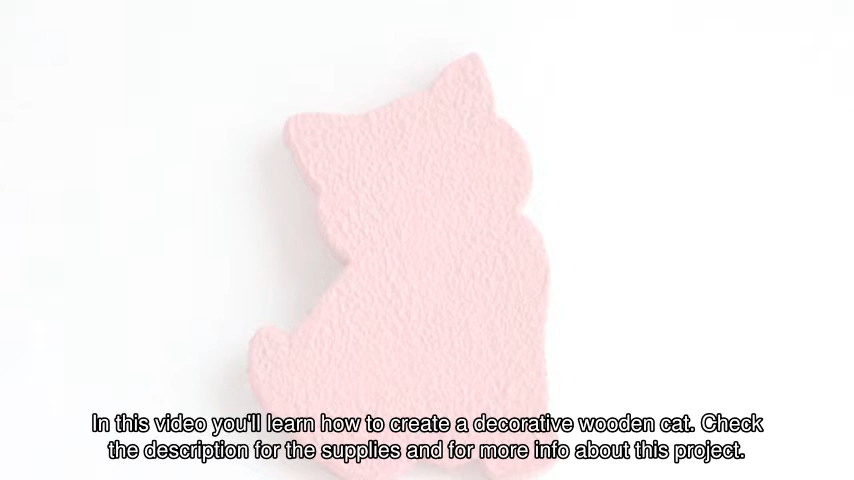 In this video you'll learn how to create a decorative wooden cat. Check
the description for the supplies and for more info about this project.